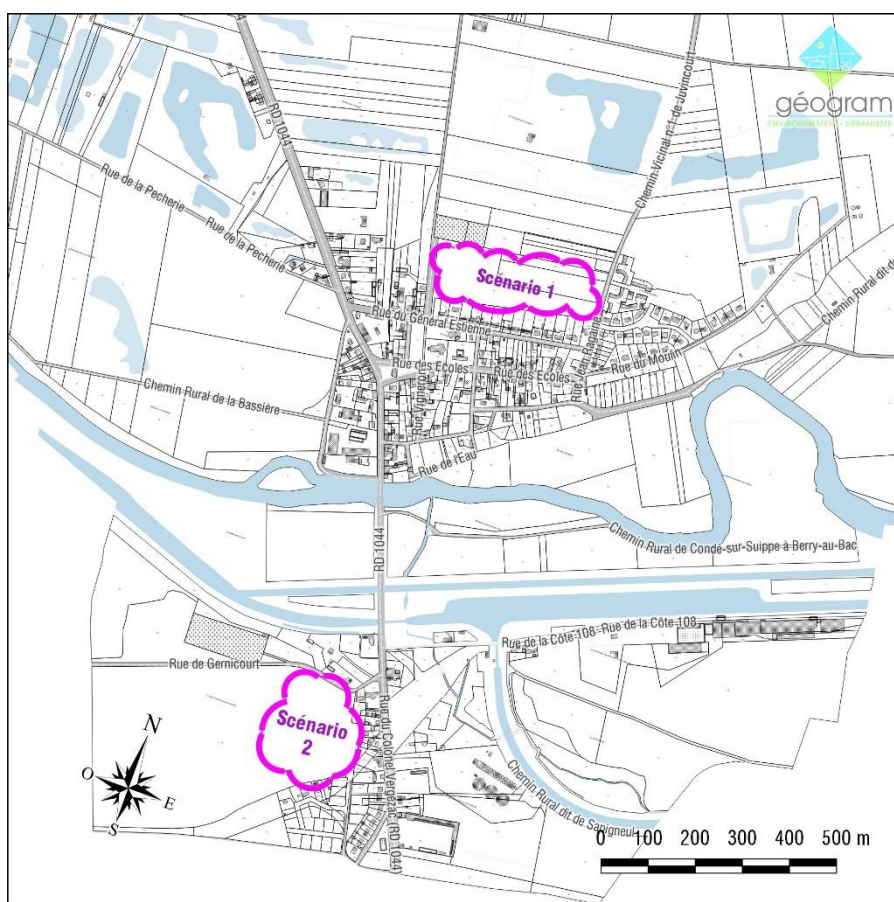 géogram
ENVIRONNEMENT - URBANISME
RD 1044
Chemin Vicinal n°1 de Juvincourt
Rue de la Pecherie
Rue de la Pecherie
Scénario 1
Rue du Général Estienne
Rue des Ecoles
Rue des Ecoles
Rue du Moulin
Chemin Rural dit de
Chemin Rural de la Bassière
Rue de l'Eau
RD 1044
Chemin Rural de Condé-sur-Suippe à Berry-au-Bac
Rue de la Côte 108
Rue de la Côte 108
Rue de Gernicourt
Scénario
2
Rue du Colonel Vergezac (RD 1044)
Chemin Rural dit de Sapigneul
N
O
E
S
0 100 200 300 400 500 m